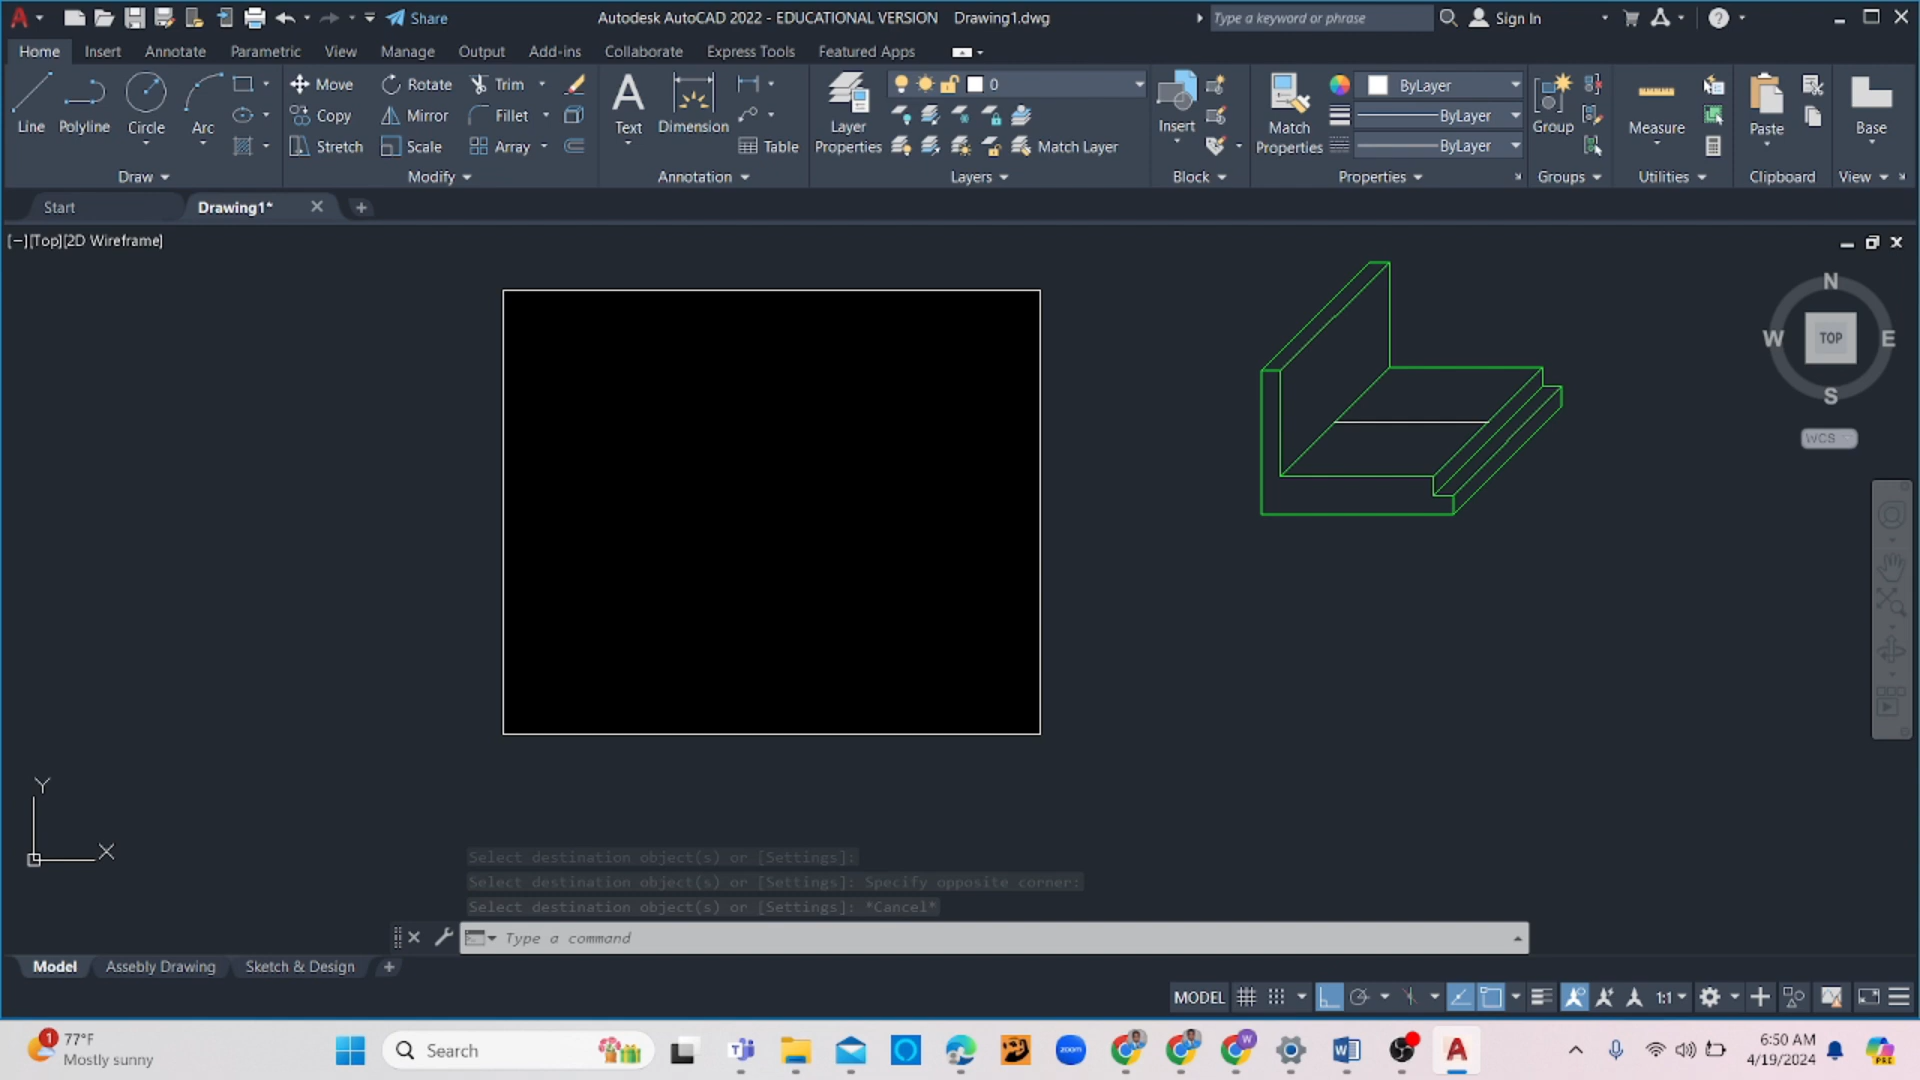 Share
Autodesk AutoCAD 2022 - EDUCATIONAL VERSION Drawing1.dwg
Type a keyword or phrase
Sign In
Home Insert Annotate Parametric View Manage Output Add-ins Collaborate Express Tools Featured Apps
Line Polyline Circle Arc
Move Rotate Trim
Copy Mirror Fillet
Stretch Scale Array
Text Dimension Table
Layer Properties
0
Match Layer
Insert
Match Properties
ByLayer
ByLayer
ByLayer
Group
Measure
Paste
Base
Draw Modify Annotation Layers Block Properties Groups Utilities Clipboard View
Start Drawing1*
[−][Top][2D Wireframe]
N
W TOP E
S
WCS
Y
X
Select destination object(s) or [Settings]:
Select destination object(s) or [Settings]: Specify opposite corner:
Select destination object(s) or [Settings]: *Cancel*
Type a command
Model Assebly Drawing Sketch & Design
MODEL 1:1
1 77°F
Mostly sunny
Search
zoom
W
W
A
PRE
6:50 AM
4/19/2024